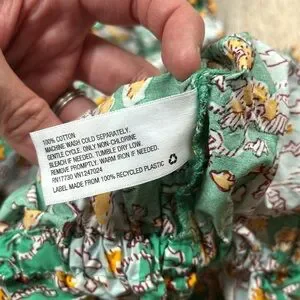 100% COTTON
MACHINE WASH COLD SEPARATELY.
GENTLE CYCLE. ONLY NON-CHLORINE
BLEACH IF NEEDED. TUMBLE DRY LOW
REMOVE PROMPTLY. WARM IRON IF NEEDED.
RN17730 VN1247024
LABEL MADE FROM 100% RECYCLED PLASTIC